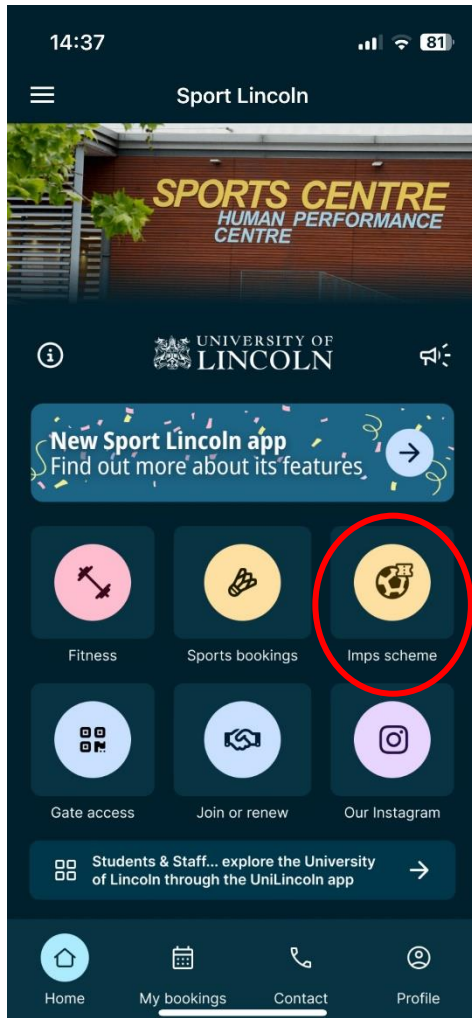 14:37
81
Sport Lincoln
SPORTS CENTRE
HUMAN PERFORMANCE
CENTRE
UNIVERSITY OF
LINCOLN
New Sport Lincoln app
Find out more about its features
Fitness
Sports bookings
Imps scheme
Gate access
Join or renew
Our Instagram
Students & Staff... explore the University
of Lincoln through the UniLincoln app
Home
My bookings
Contact
Profile